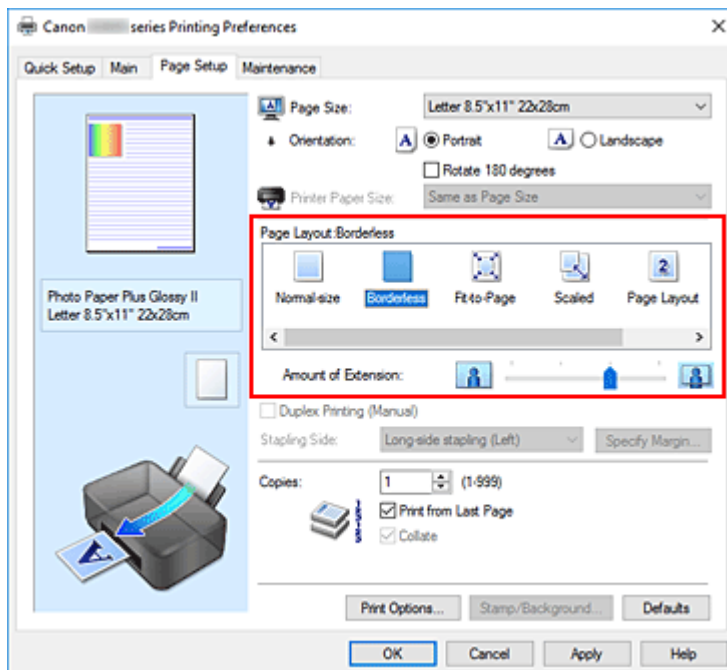 Canon series Printing Preferences
Quick Setup Main Page Setup Maintenance
Page Size: Letter 8.5"x11" 22x28cm
Orientation: A Portrait A Landscape
Rotate 180 degrees
Printer Paper Size: Same as Page Size
Page Layout:Borderless
2
Normal-size Borderless Fit-to-Page Scaled Page Layout
Photo Paper Plus Glossy II
Letter 8.5"x11" 22x28cm
Amount of Extension:
Duplex Printing (Manual)
Stapling Side: Long-side stapling (Left) Specify Margin...
Copies: 1 (1-999)
Print from Last Page
Collate
A
Print Options... Stamp/Background... Defaults
OK Cancel Apply Help